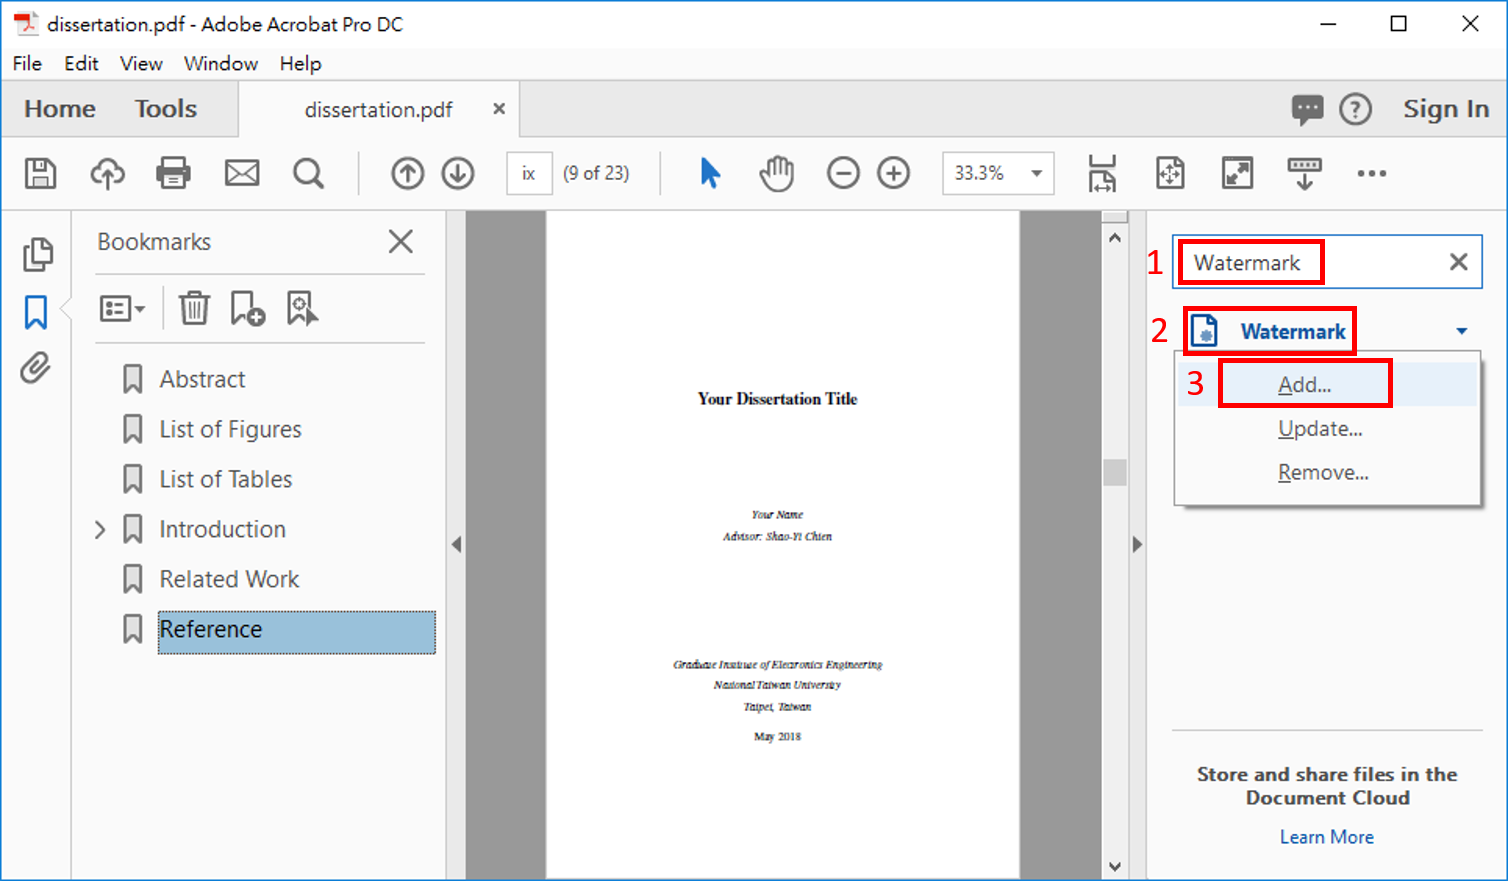 dissertation.pdf - Adobe Acrobat Pro DC
File Edit View Window Help
Home Tools dissertation.pdf × Sign In
ix (9 of 23) 33.3%
Bookmarks
Abstract
List of Figures
List of Tables
Introduction
Related Work
Reference
Your Dissertation Title
Your Name
Advisor: Shao-Yi Chien
Graduate Institute of Electronics Engineering
National Taiwan University
Taipei, Taiwan
May 2018
1 Watermark
2 Watermark
3 Add...
Update...
Remove...
Store and share files in the
Document Cloud
Learn More